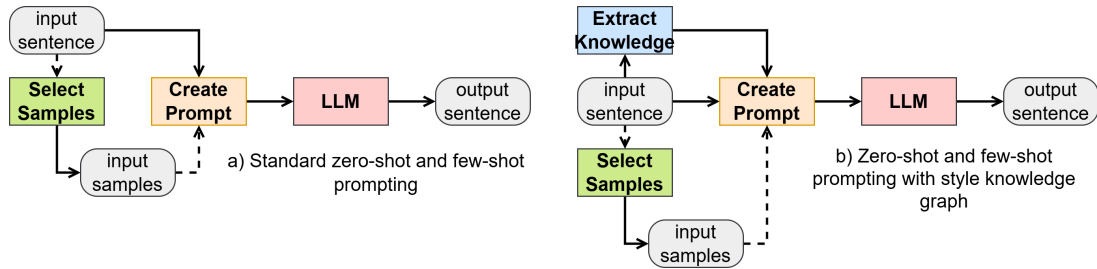 input
sentence
Select
Samples
Create
Prompt
LLM
output
sentence
input
samples
a) Standard zero-shot and few-shot
prompting
Extract
Knowledge
input
sentence
Create
Prompt
LLM
output
sentence
Select
Samples
input
samples
b) Zero-shot and few-shot
prompting with style knowledge
graph